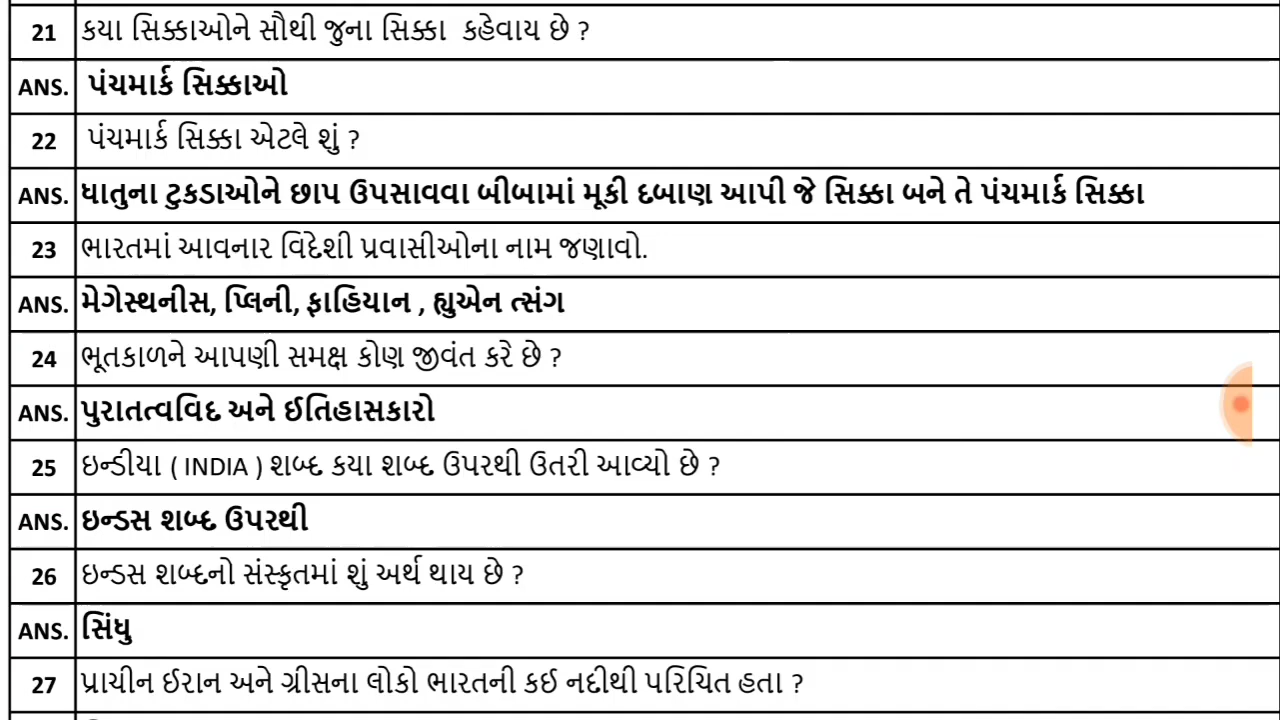 21 કયા સિક્કાઓને સૌથી જુના સિક્કા કહેવાય છે ?
ANS. પંચમાર્ક સિક્કાઓ
22 પંચમાર્ક સિક્કા એટલે શું ?
ANS. ધાતુના ટુકડાઓને છાપ ઉપસાવવા બીબામાં મૂકી દબાણ આપી જે સિક્કા બને તે પંચમાર્ક સિક્કા
23 ભારતમાં આવનાર વિદેશી પ્રવાસીઓના નામ જણાવો.
ANS. મેગેસ્થનીસ, પ્લિની, ફાહિયાન , હ્યુએન ત્સંગ
24 ભૂતકાળને આપણી સમક્ષ કોણ જીવંત કરે છે ?
ANS. પુરાતત્વવિદ અને ઈતિહાસકારો
25 ઇન્ડીયા ( INDIA ) શબ્દ કયા શબ્દ ઉપરથી ઉતરી આવ્યો છે ?
ANS. ઇન્ડસ શબ્દ ઉપરથી
26 ઇન્ડસ શબ્દનો સંસ્કૃતમાં શું અર્થ થાય છે ?
ANS. સિંધુ
27 પ્રાચીન ઈરાન અને ગ્રીસના લોકો ભારતની કઈ નદીથી પરિચિત હતા ?